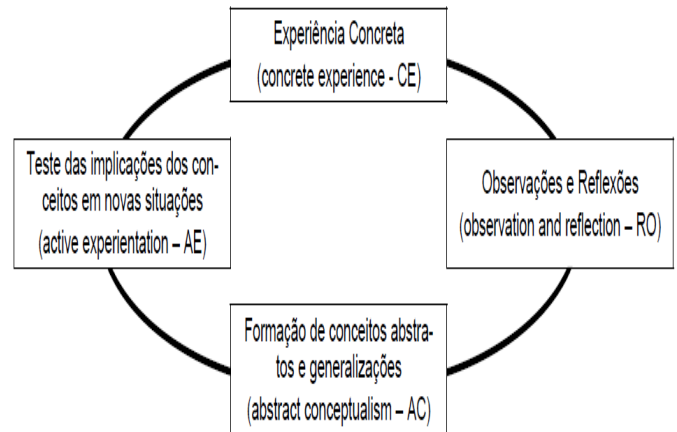 Experiência Concreta
(concrete experience - CE)
Teste das implicações dos con-
ceitos em novas situações
(active experientation – AE)
Observações e Reflexões
(observation and reflection – RO)
Formação de conceitos abstra-
tos e generalizações
(abstract conceptualism – AC)